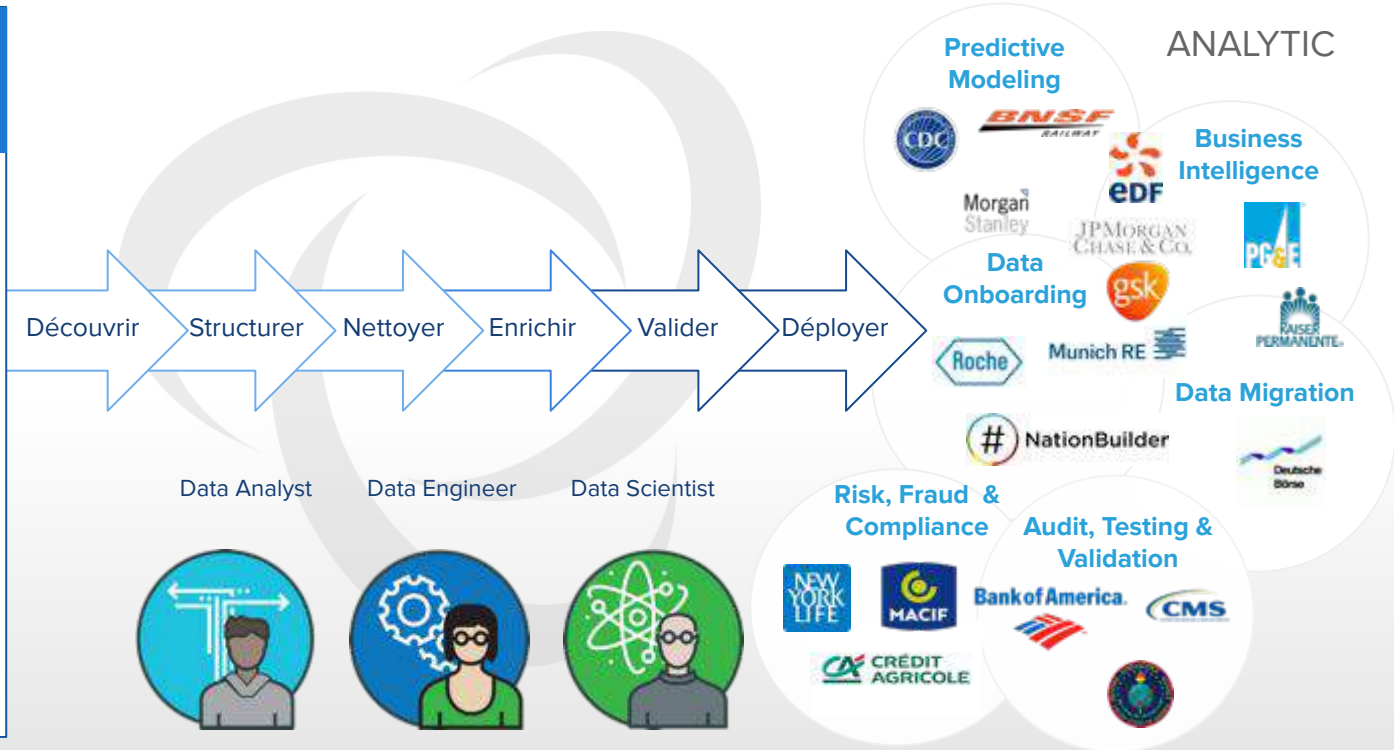 ANALYTIC
Predictive
Modeling
CDC
BNSF
RAILWAY
Morgan
Stanley
eDF
JPMORGAN
CHASE & CO.
Business
Intelligence
PG&E
KAISER
PERMANENTE®
Data
Onboarding
gsk
Roche
Munich RE
# NationBuilder
Data Migration
Deutsche
Börse
Découvrir
Structurer
Nettoyer
Enrichir
Valider
Déployer
Data Analyst
Data Engineer
Data Scientist
Risk, Fraud &
Compliance
NEW
YORK
LIFE
MACIF
CA CRÉDIT
AGRICOLE
Audit, Testing &
Validation
Bank of America.
CMS